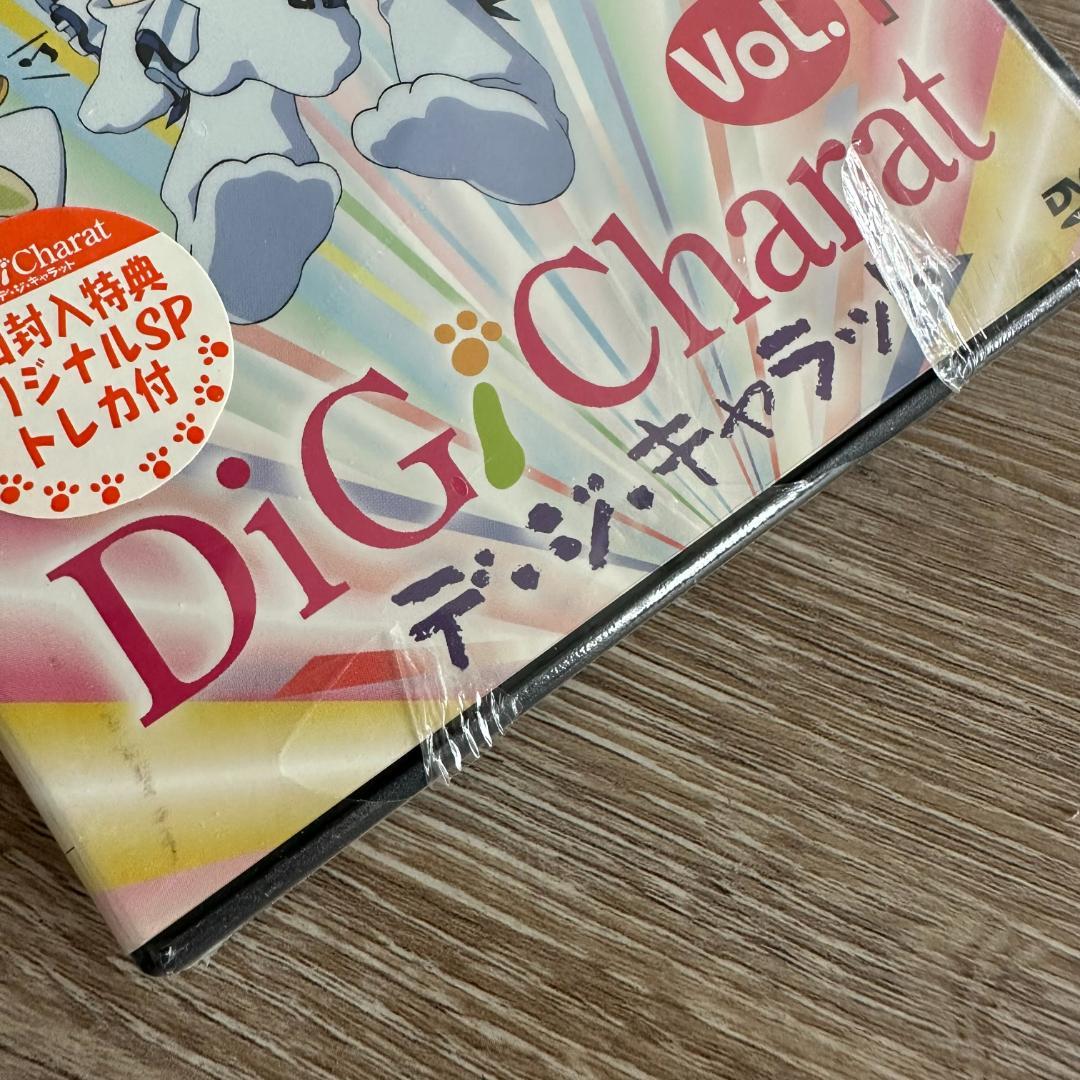 VoL.
DiGi Charat
デ・ジ・キャラット
Charat
デ・ジ・キャラット
封入特典
ジナルSP
トレカ付